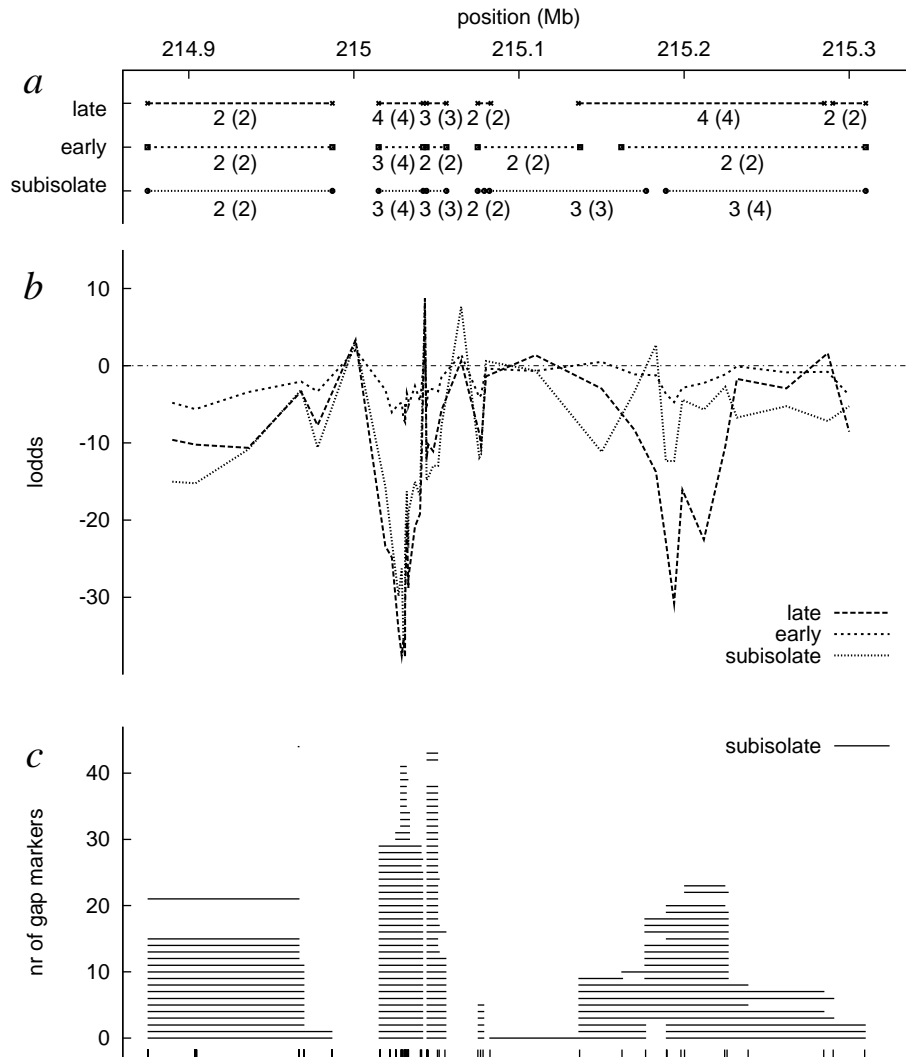 position (Mb)
214.9 215 215.1 215.2 215.3
a
late
2 (2) 4 (4) 3 (3) 2 (2) 4 (4) 2 (2)
early
2 (2) 3 (4) 2 (2) 2 (2) 2 (2)
subisolate
2 (2) 3 (4) 3 (3) 2 (2) 3 (3) 3 (4)
b
10
0
-10
-20
-30
lodds
late
early
subisolate
c
subisolate
40
30
20
10
0
nr of gap markers